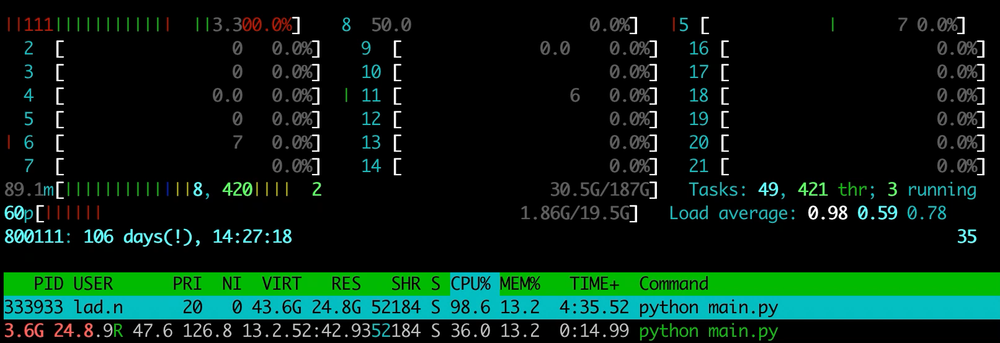 ||111||||||||||||  ||3.300.0%]  8  50.0  0.0%]  |5 [  |  7 0.0%]
2 [  0  0.0%]  9 [  0.0  0.0%]  16 [  0.0%]
3 [  0  0.0%]  10 [  0.0%]  17 [  0.0%]
4 [  0.0  0.0%]  | 11 [  6  0.0%]  18 [  0.0%]
5 [  0  0.0%]  12 [  0.0%]  19 [  0.0%]
| 6 [  7  0.0%]  13 [  0.0%]  20 [  0.0%]
7 [  0.0%]  14 [  0.0%]  21 [  0.0%]
89.1m[|||||||||||||8, 420||||  2  30.5G/187G]  Tasks: 49, 421 thr; 3 running
60p[||||||  1.86G/19.5G]  Load average: 0.98 0.59 0.78
800111: 106 days(!), 14:27:18  35
PID USER PRI NI VIRT RES SHR S CPU% MEM% TIME+ Command
333933 lad.n 20 0 43.6G 24.8G 52184 S 98.6 13.2 4:35.52 python main.py
3.6G 24.8.9R 47.6 126.8 13.2.52:42.9352184 S 36.0 13.2 0:14.99 python main.py